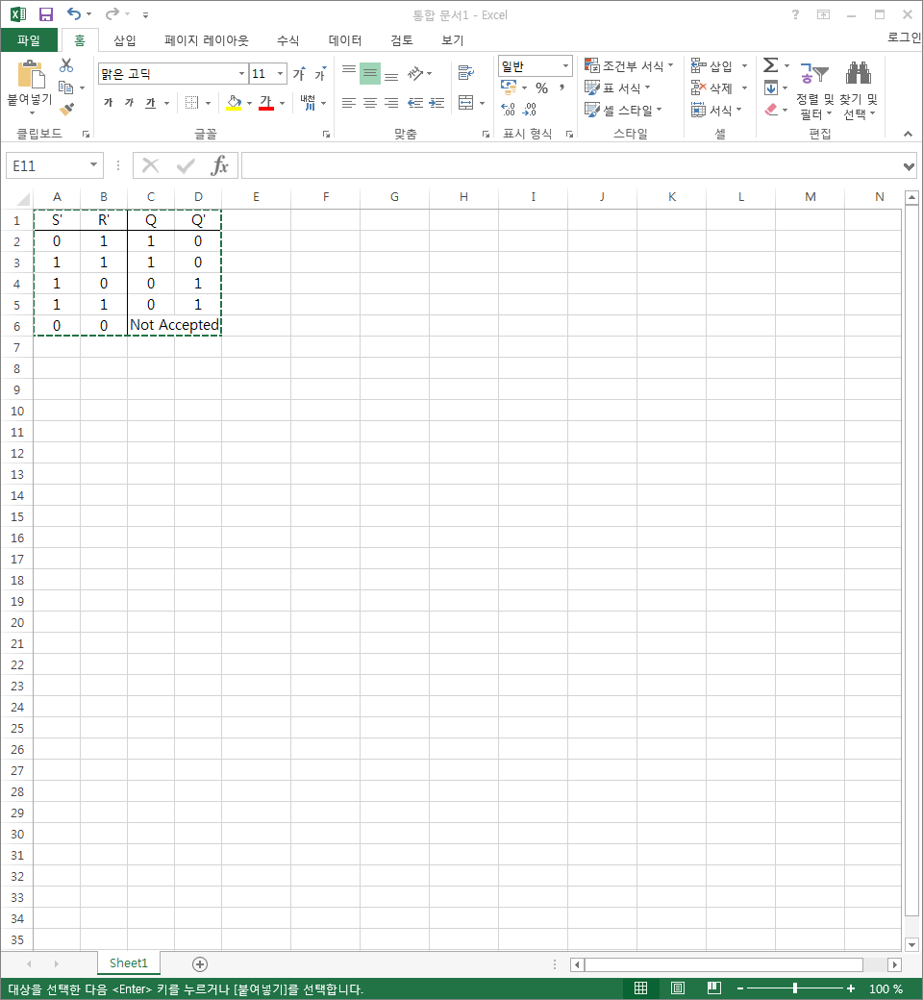 통합 문서1 - Excel
파일 홈 삽입 페이지 레이아웃 수식 데이터 검토 보기 로그인
붙여넣기
맑은 고딕 11 가 가
가 가 가 가 내천
일반
% ,
.00 .0
조건부 서식
표 서식
셀 스타일
삽입
삭제
서식
정렬 및 필터
찾기 및 선택
클립보드 글꼴 맞춤 표시 형식 스타일 셀 편집
E11 fx
A B C D E F G H I J K L M N
1 S' R' Q Q'
2 0 1 1 0
3 1 1 1 0
4 1 0 0 1
5 1 1 0 1
6 0 0 Not Accepted
7
8
9
10
11
12
13
14
15
16
17
18
19
20
21
22
23
24
25
26
27
28
29
30
31
32
33
34
35
Sheet1
대상을 선택한 다음 <Enter> 키를 누르거나 [붙여넣기]를 선택합니다. 100 %